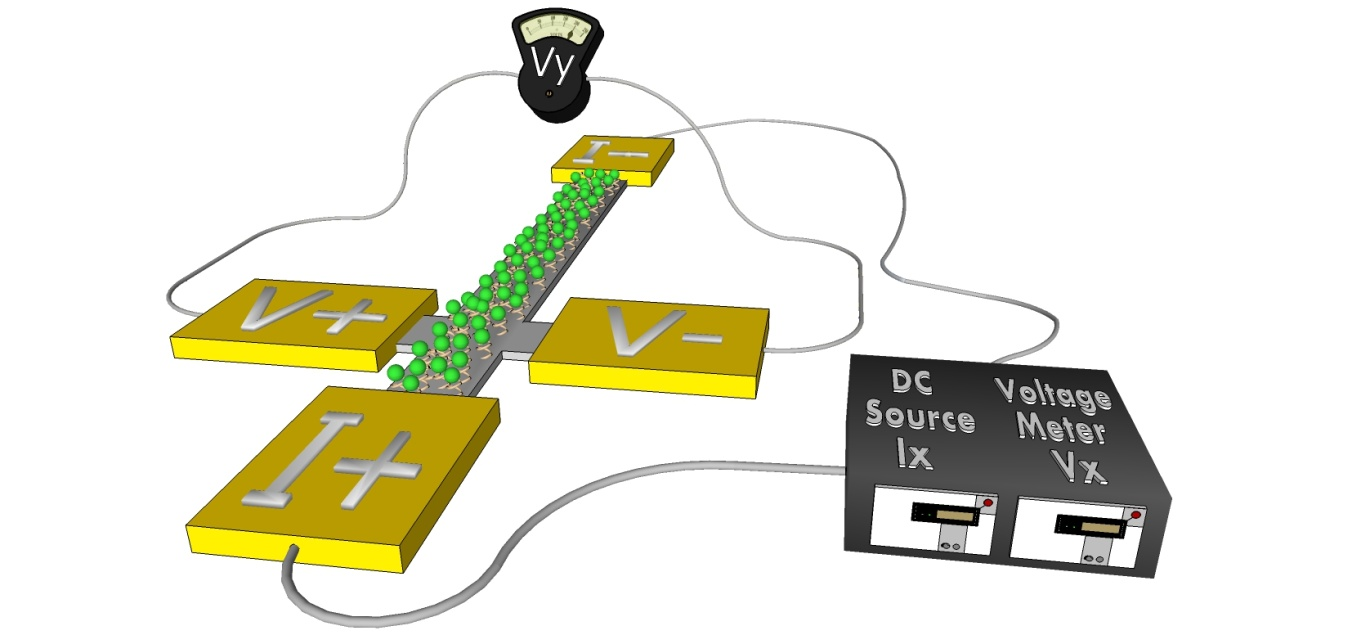 Vy
I-
V+
V-
I+
DC
Source
Ix
Voltage
Meter
Vx